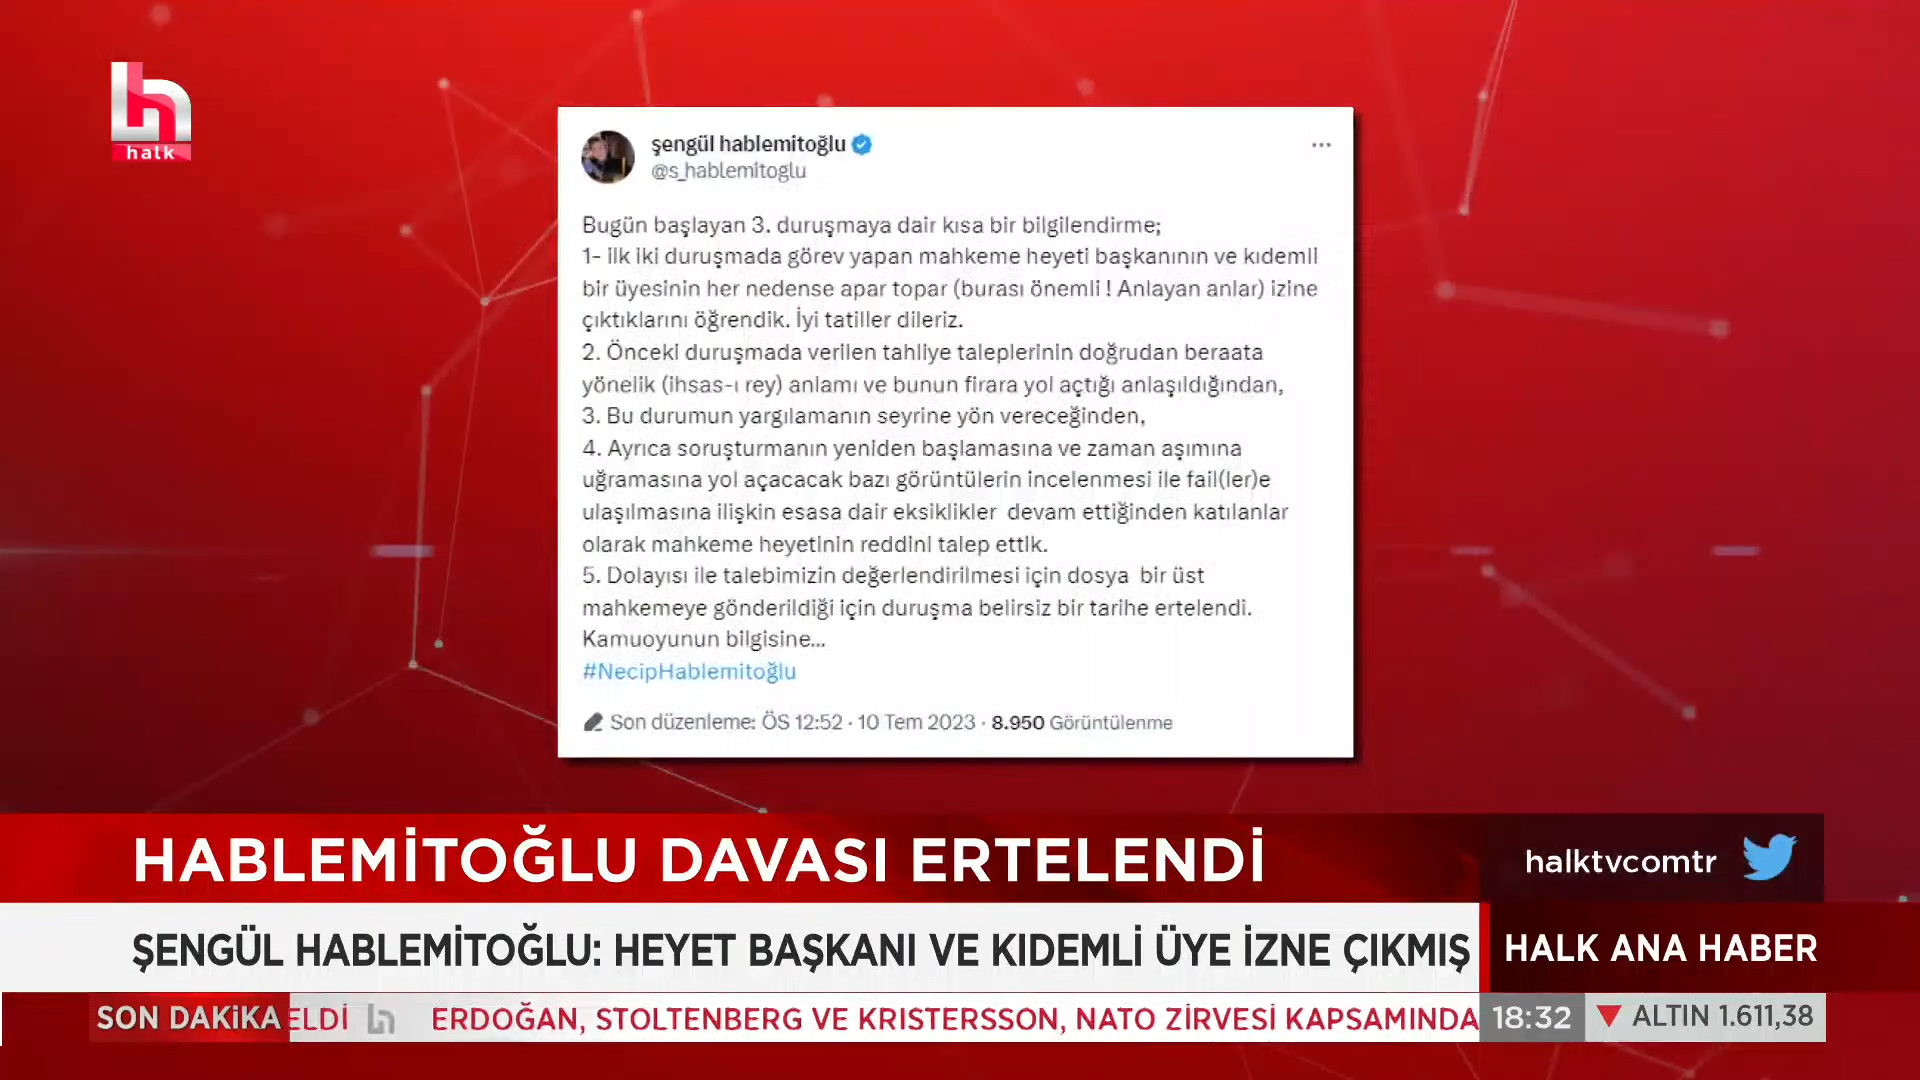 halk
şengül hablemitoğlu
@s_hablemitoglu
Bugün başlayan 3. duruşmaya dair kısa bir bilgilendirme;
1- ilk iki duruşmada görev yapan mahkeme heyeti başkanının ve kıdemli
bir üyesinin her nedense apar topar (burası önemli ! Anlayan anlar) izine
çıktıklarını öğrendik. İyi tatiller dileriz.
2. Önceki duruşmada verilen tahliye taleplerinin doğrudan beraata
yönelik (ihsas-ı rey) anlamı ve bunun firara yol açtığı anlaşıldığından,
3. Bu durumun yargılamanın seyrine yön vereceğinden,
4. Ayrıca soruşturmanın yeniden başlamasına ve zaman aşımına
uğramasına yol açacacak bazı görüntülerin incelenmesi ile fail(ler)e
ulaşılmasına ilişkin esasa dair eksiklikler devam ettiğinden katılanlar
olarak mahkeme heyetinin reddini talep ettik.
5. Dolayısı ile talebimizin değerlendirilmesi için dosya bir üst
mahkemeye gönderildiği için duruşma belirsiz bir tarihe ertelendi.
Kamuoyunun bilgisine...
#NecipHablemitoğlu
Son düzenleme: ÖS 12:52 · 10 Tem 2023 · 8.950 Görüntülenme
HABLEMİTOĞLU DAVASI ERTELENDİ
halktvcomtr
ŞENGÜL HABLEMİTOĞLU: HEYET BAŞKANI VE KIDEMLİ ÜYE İZNE ÇIKMIŞ
HALK ANA HABER
SON DAKİKA ELDİ ERDOĞAN, STOLTENBERG VE KRISTERSSON, NATO ZİRVESİ KAPSAMINDA 18:32 ALTIN 1.611,38